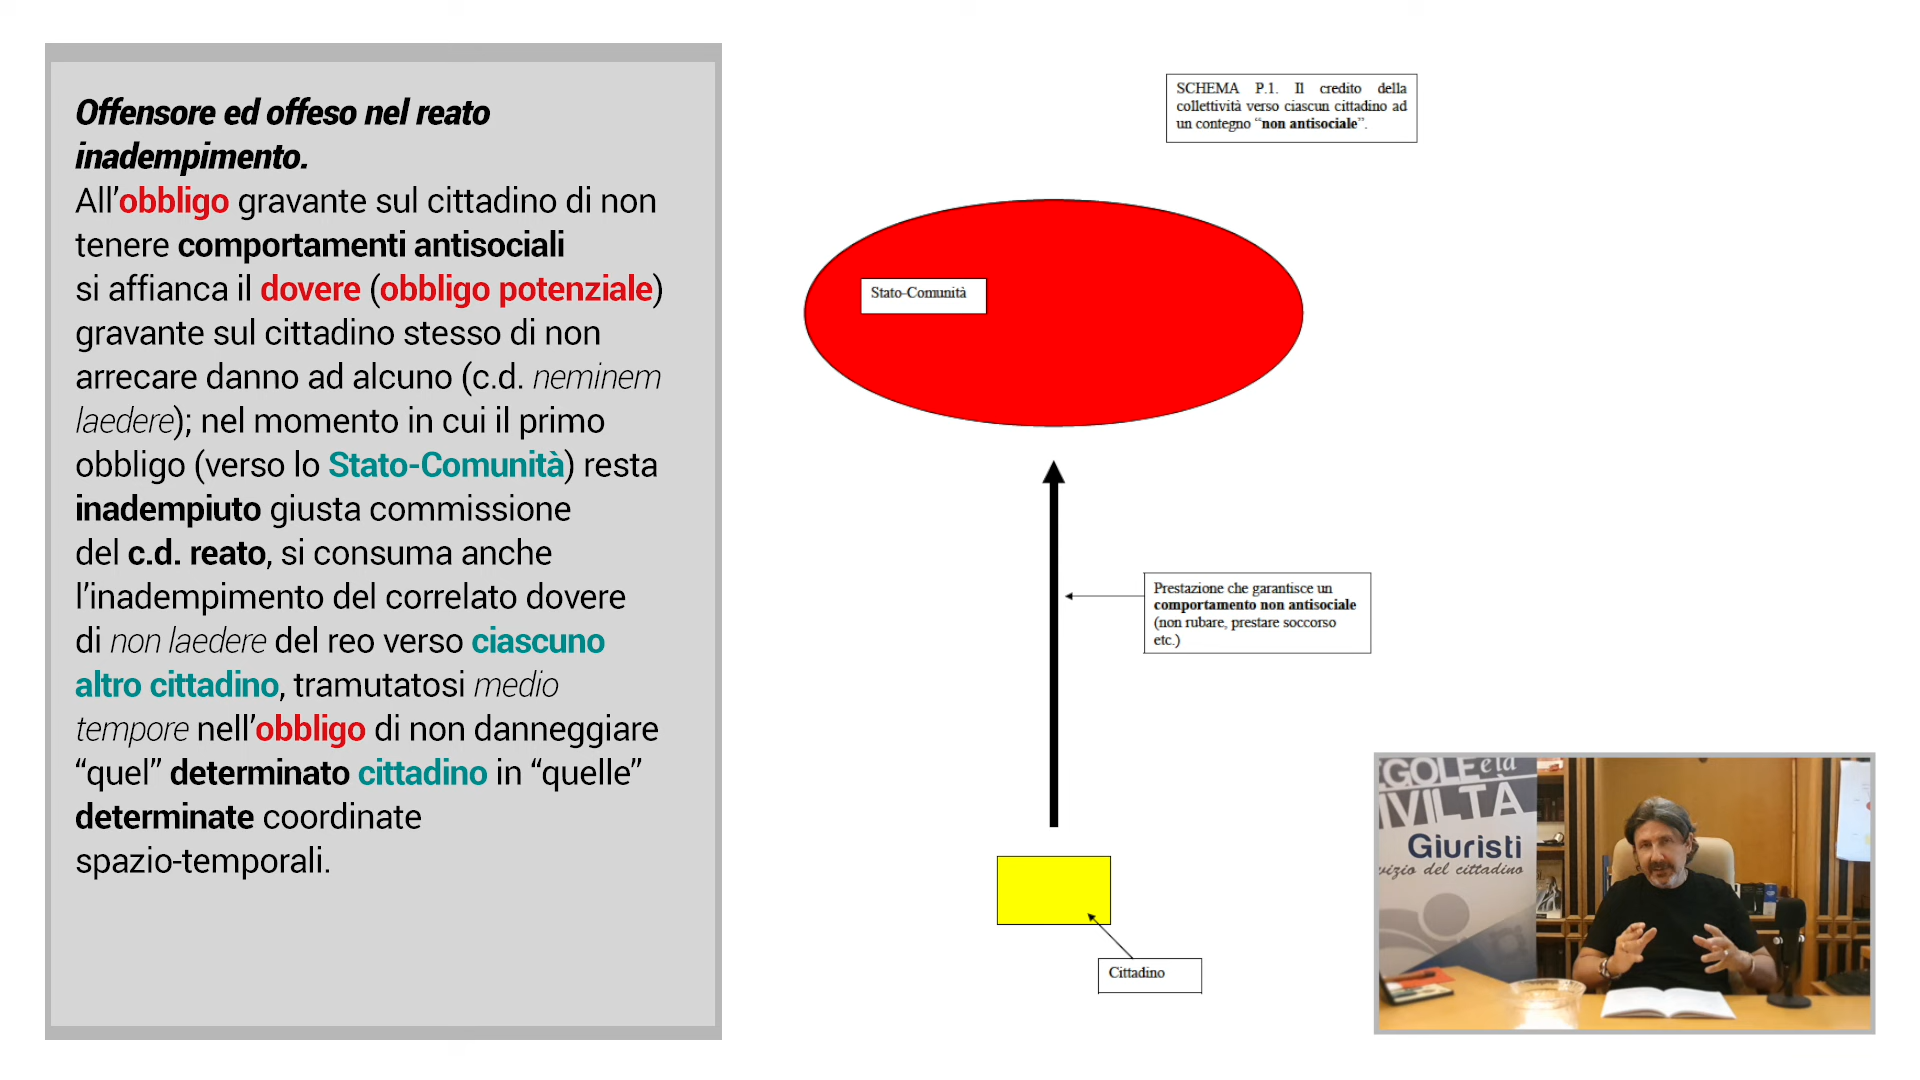 Offensore ed offeso nel reato
inadempimento.
All’obbligo gravante sul cittadino di non
tenere comportamenti antisociali
si affianca il dovere (obbligo potenziale)
gravante sul cittadino stesso di non
arrecare danno ad alcuno (c.d. neminem
laedere); nel momento in cui il primo
obbligo (verso lo Stato-Comunità) resta
inadempiuto giusta commissione
del c.d. reato, si consuma anche
l’inadempimento del correlato dovere
di non laedere del reo verso ciascuno
altro cittadino, tramutatosi medio
tempore nell’obbligo di non danneggiare
“quel” determinato cittadino in “quelle”
determinate coordinate
spazio-temporali.
SCHEMA P.1. Il credito della
collettività verso ciascun cittadino ad
un contegno “non antisociale”.
Stato-Comunità
Prestazione che garantisce un
comportamento non antisociale
(non rubare, prestare soccorso
etc.)
Cittadino
GOLE e la
IVILTÀ
Giuristi
vizio del cittadino